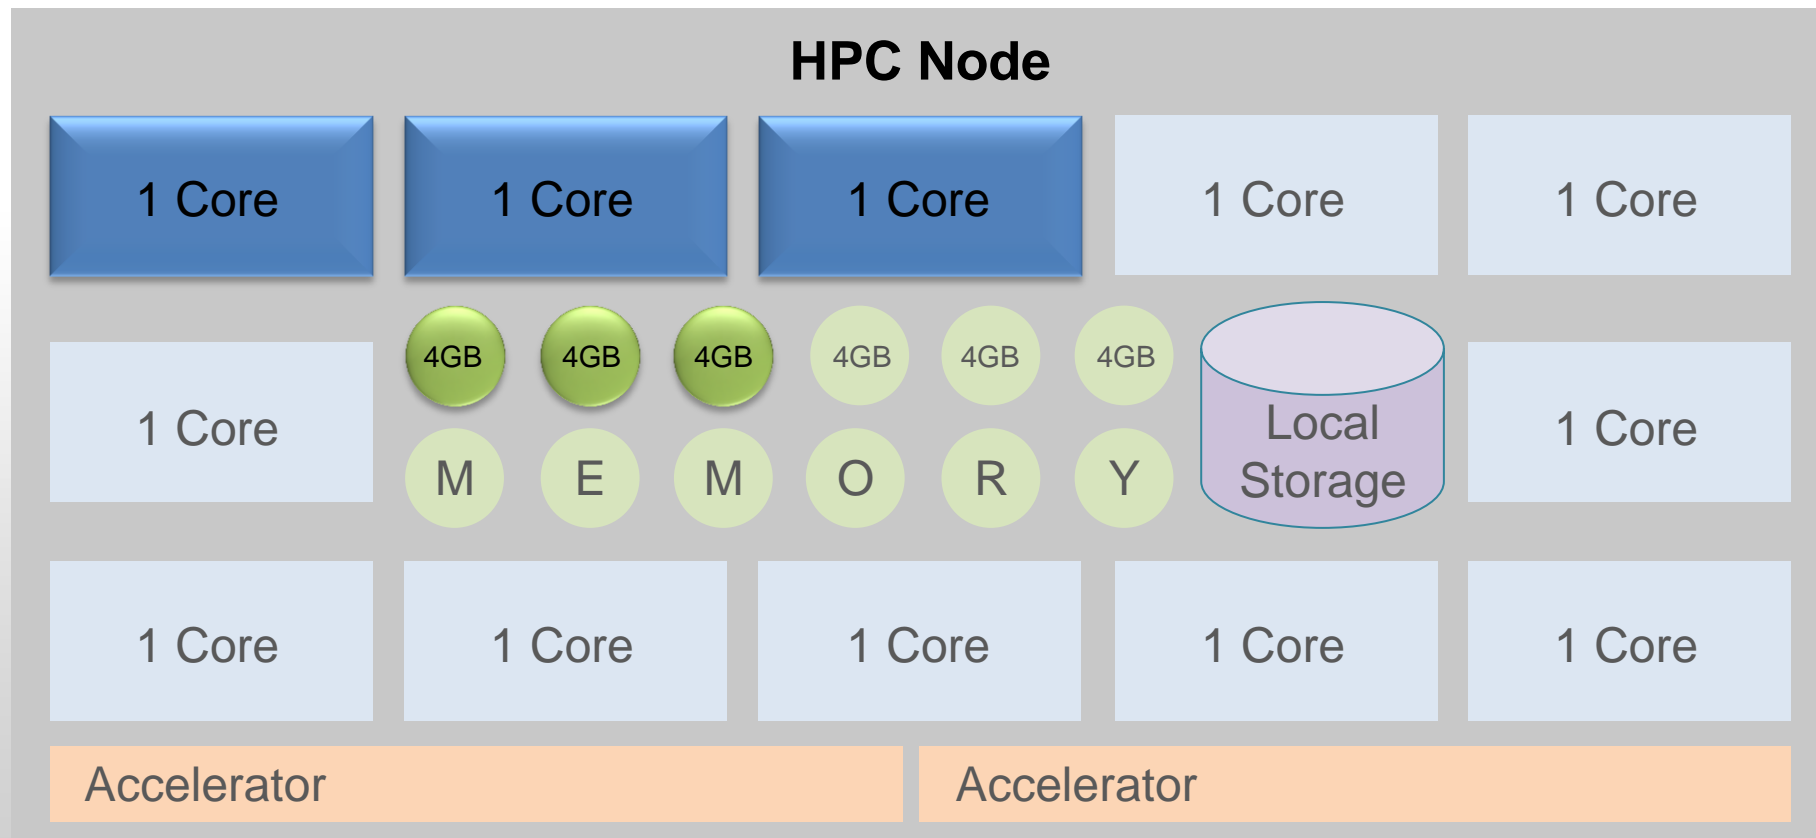 HPC Node
1 Core 1 Core 1 Core 1 Core 1 Core
4GB 4GB 4GB 4GB 4GB 4GB
1 Core
M E M O R Y
Local
Storage
1 Core
1 Core 1 Core 1 Core 1 Core 1 Core
Accelerator Accelerator